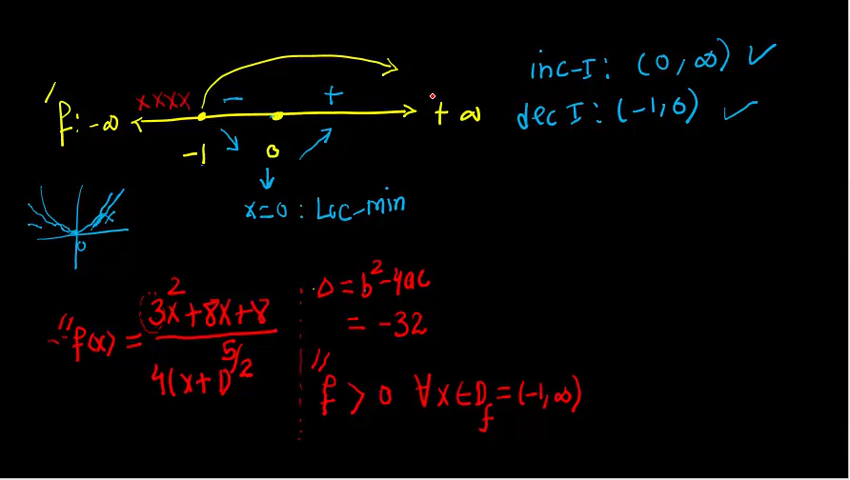 inc-I: (0, ∞) ✓
dec I: (-1, 0) ✓
xxxx - +
f': -∞ +∞
-1 0
x=0: Loc-min
0
f''(x) = 3x²+8x+8 / 4(x+1)^5/2
Δ = b²-4ac
= -32
f'' > 0 ∀x∈D_f = (-1, ∞)